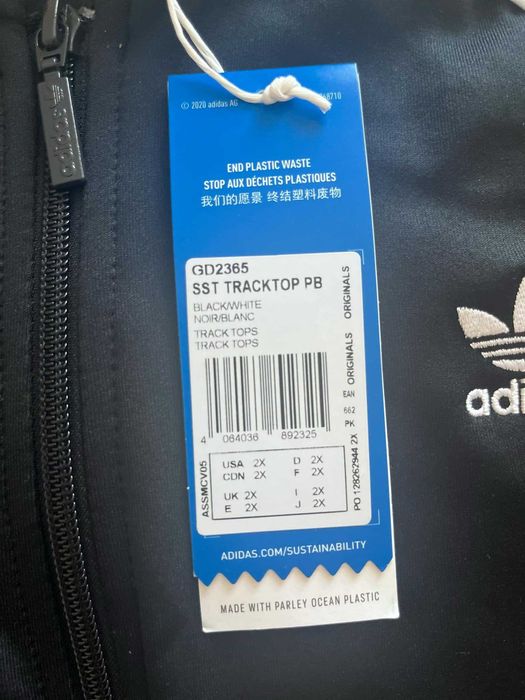 adidas
© 2020 adidas AG
68710
END PLASTIC WASTE
STOP AUX DÉCHETS PLASTIQUES
我们的愿景 终结塑料废物
GD2365
SST TRACKTOP PB
BLACK/WHITE
NOIR/BLANC
TRACK TOPS
TRACK TOPS
ORIGINALS
ORIGINALS
EAN
662
PK
4 064036 892325
ASSMCV05
USA 2X D 2X
CDN 2X F 2X
UK 2X I 2X
E 2X J 2X
PO 128262944 2X
ADIDAS.COM/SUSTAINABILITY
MADE WITH PARLEY OCEAN PLASTIC
adi